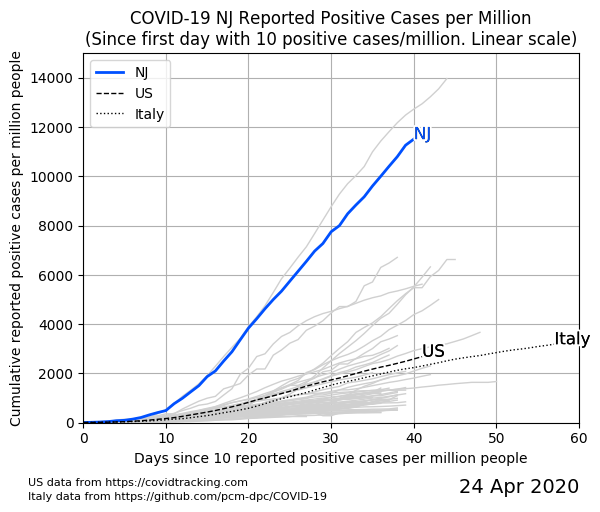 COVID-19 NJ Reported Positive Cases per Million
(Since first day with 10 positive cases/million. Linear scale)
Cumulative reported positive cases per million people
14000
12000
10000
8000
6000
4000
2000
0
NJ
US
Italy
NJ
US
Italy
0 10 20 30 40 50 60
Days since 10 reported positive cases per million people
US data from https://covidtracking.com
Italy data from https://github.com/pcm-dpc/COVID-19
24 Apr 2020